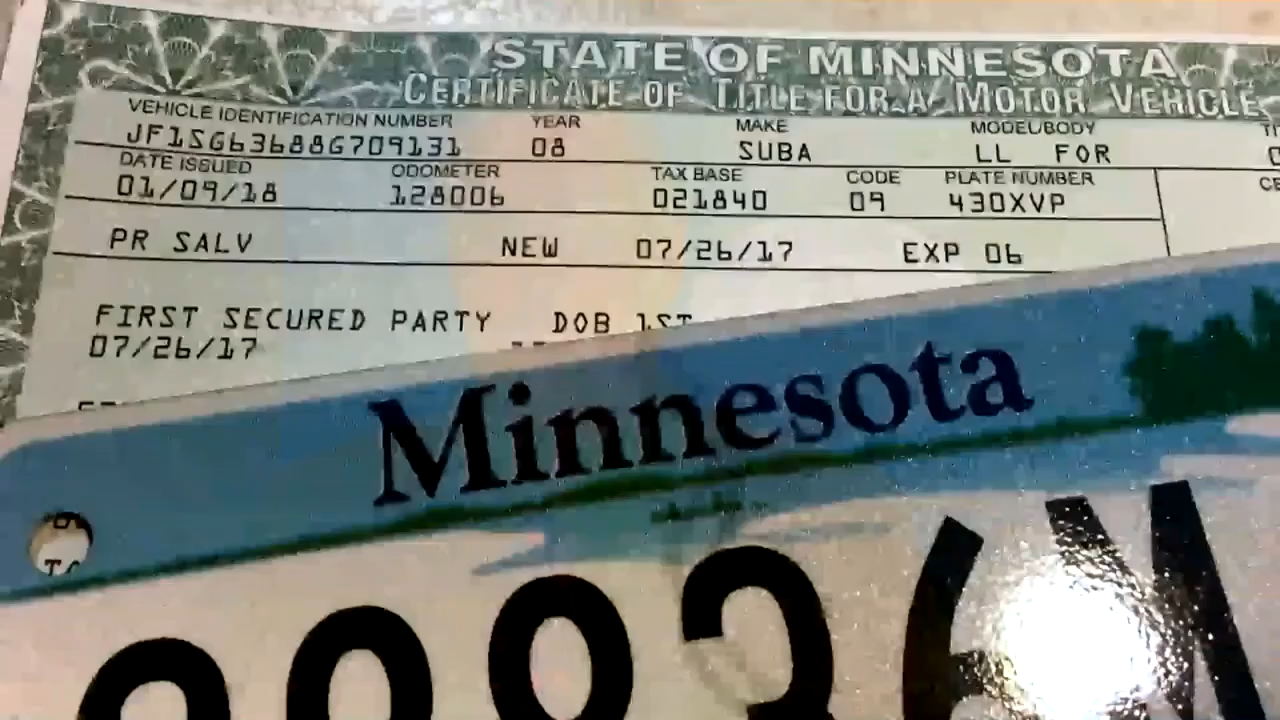 STATE OF MINNESOTA
CERTIFICATE OF TITLE FOR A MOTOR VEHICLE
VEHICLE IDENTIFICATION NUMBER YEAR MAKE MODEL/BODY
JF1SG63688G709131 08 SUBA LL FOR
DATE ISSUED ODOMETER TAX BASE CODE PLATE NUMBER
01/09/18 128006 021840 09 430XVP
PR SALV NEW 07/26/17 EXP 06
FIRST SECURED PARTY DOB 1ST
07/26/17
Minnesota